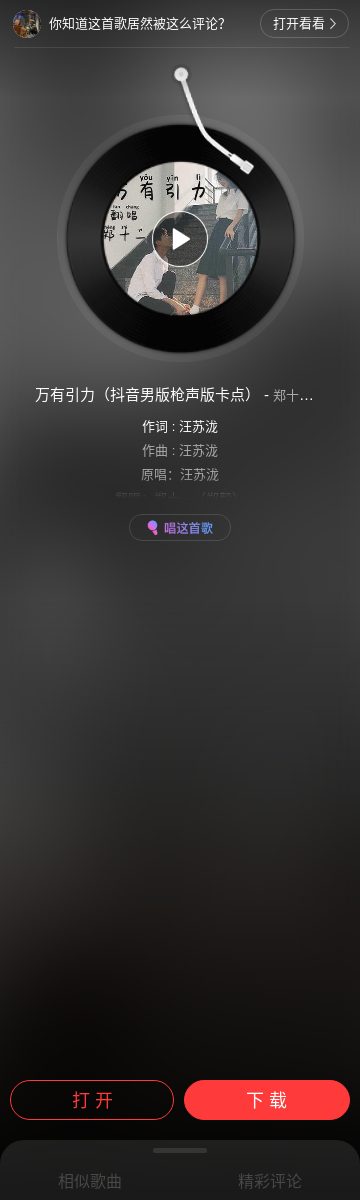 你知道这首歌居然被这么评论?
打开看看
yǒu yǐn lì
有引力
fān chàng
翻唱
郑十一
万有引力（抖音男版枪声版卡点） - 郑十…
作词 : 汪苏泷
作曲 : 汪苏泷
原唱: 汪苏泷
唱这首歌
打 开
下 载
相似歌曲
精彩评论